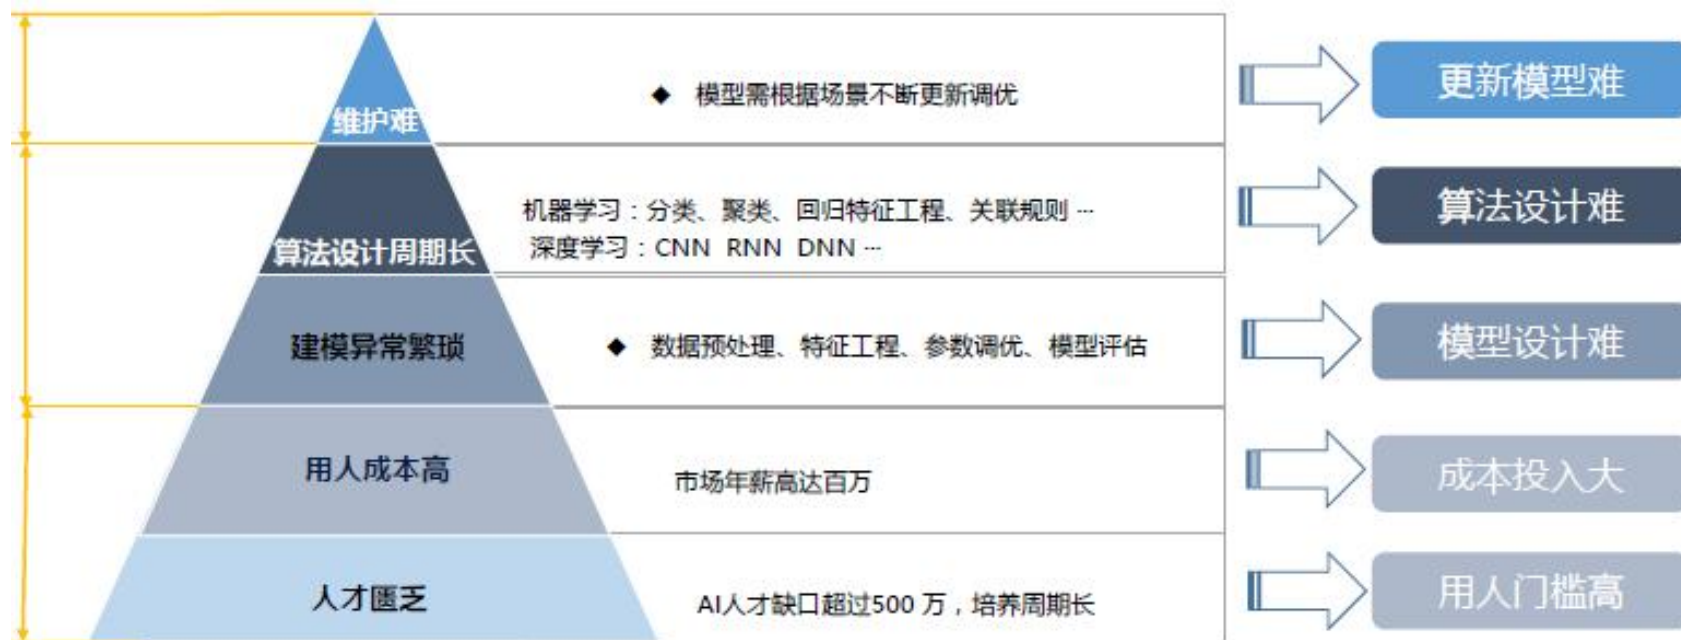 维护难
◆ 模型需根据场景不断更新调优
更新模型难
算法设计周期长
机器学习：分类、聚类、回归特征工程、关联规则 ...
深度学习：CNN RNN DNN ...
算法设计难
建模异常繁琐
◆ 数据预处理、特征工程、参数调优、模型评估
模型设计难
用人成本高
市场年薪高达百万
成本投入大
人才匮乏
AI人才缺口超过500 万，培养周期长
用人门槛高